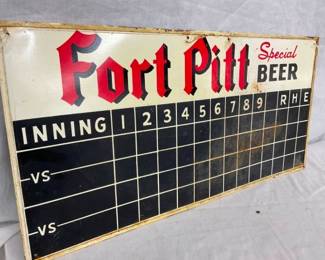 Fort Pitt Special BEER
INNING 1 2 3 4 5 6 7 8 9 R H E
VS
VS